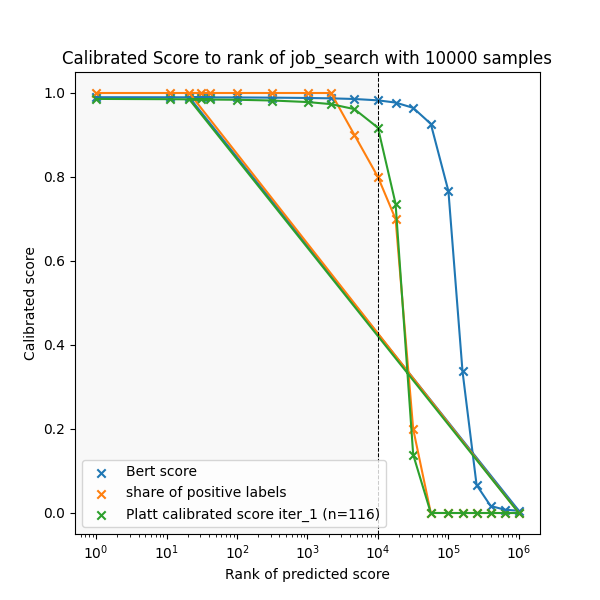 Calibrated Score to rank of job_search with 10000 samples
Calibrated score
1.0
0.8
0.6
0.4
0.2
0.0
Bert score
share of positive labels
Platt calibrated score iter_1 (n=116)
10⁰ 10¹ 10² 10³ 10⁴ 10⁵ 10⁶
Rank of predicted score